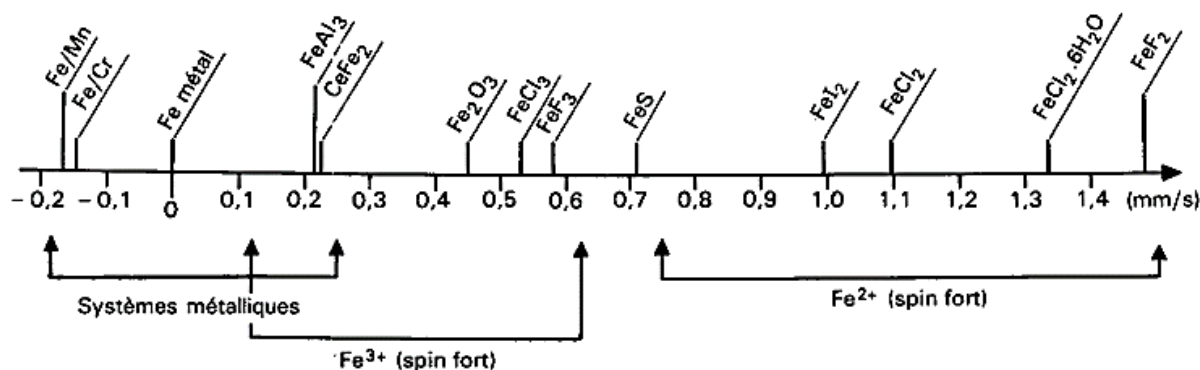 Fe/Mn
Fe/Cr
Fe métal
FeAl₃
CeFe₂
Fe₂O₃
FeCl₃
FeF₃
FeS
FeI₂
FeCl₂
FeCl₂·6H₂O
FeF₂
−0,2 −0,1 0 0,1 0,2 0,3 0,4 0,5 0,6 0,7 0,8 0,9 1,0 1,1 1,2 1,3 1,4 (mm/s)
Systèmes métalliques
Fe²⁺ (spin fort)
Fe³⁺ (spin fort)